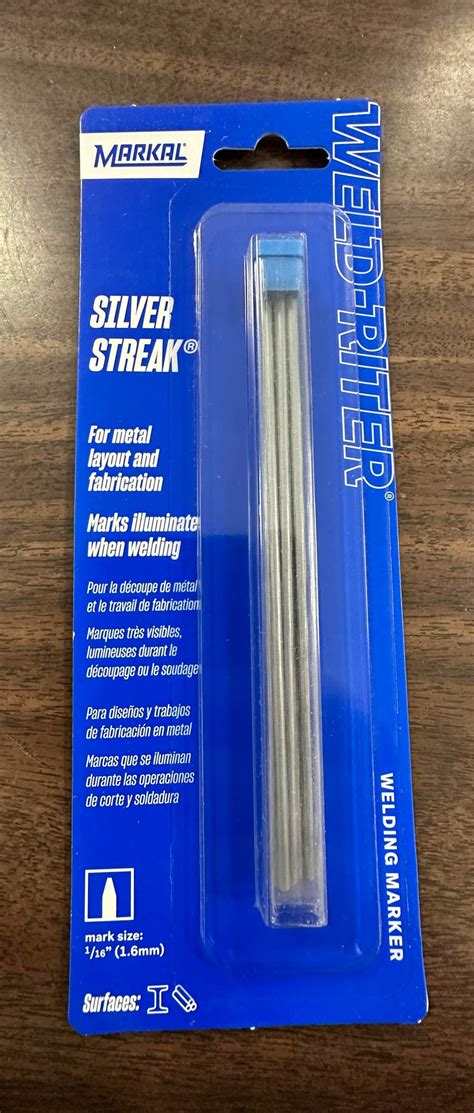 MARKAL®
WELD-RITER®
SILVER
STREAK®
For metal
layout and
fabrication
Marks illuminate
when welding
Pour la découpe de métal
et le travail de fabrication
Marques très visibles,
lumineuses durant le
découpage ou le soudage
Para diseños y trabajos
de fabricación en metal
Marcas que se iluminan
durante las operaciones
de corte y soldadura
WELDING MARKER
mark size:
1/16" (1.6mm)
Surfaces: